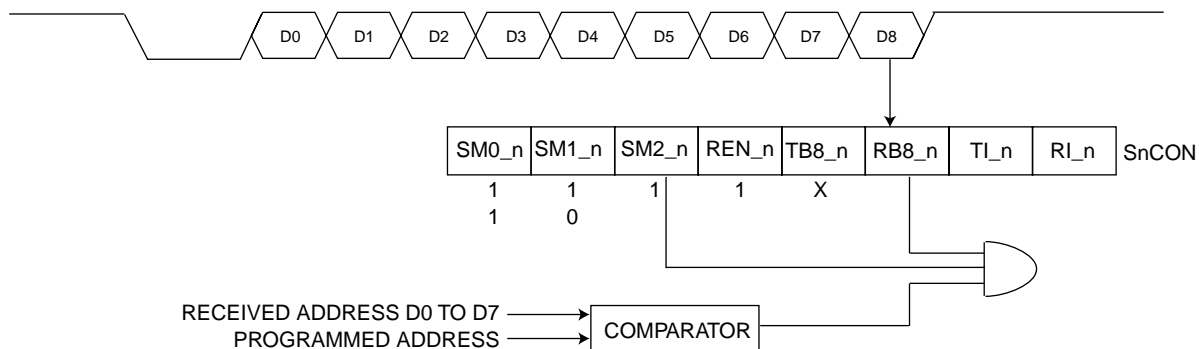 D0 D1 D2 D3 D4 D5 D6 D7 D8
SM0_n SM1_n SM2_n REN_n TB8_n RB8_n TI_n RI_n SnCON
1 1 1 1 X
1 0
RECEIVED ADDRESS D0 TO D7
PROGRAMMED ADDRESS
COMPARATOR